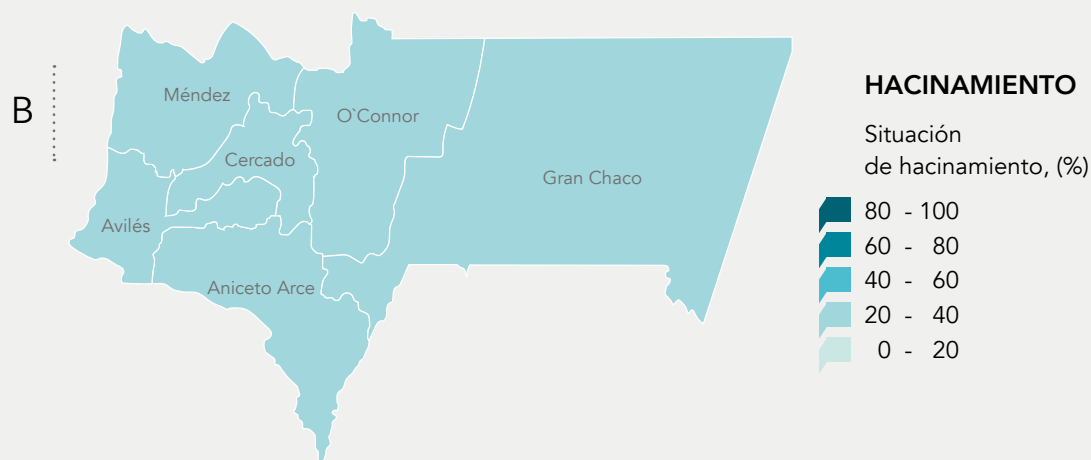 B
Méndez
O`Connor
Cercado
Gran Chaco
Avilés
Aniceto Arce
HACINAMIENTO
Situación
de hacinamiento, (%)
80 - 100
60 - 80
40 - 60
20 - 40
0 - 20